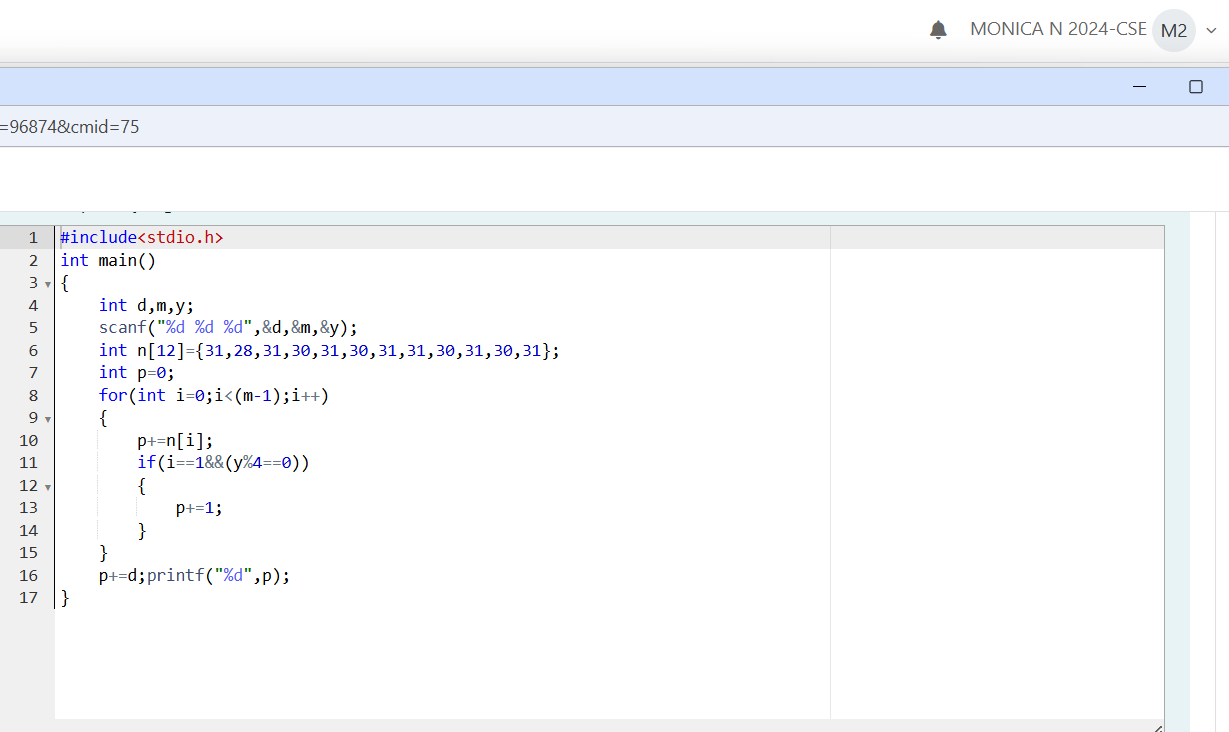 MONICA N 2024-CSE M2
=96874&cmid=75
1 #include<stdio.h>
2 int main()
3 {
4 int d,m,y;
5 scanf("%d %d %d",&d,&m,&y);
6 int n[12]={31,28,31,30,31,30,31,31,30,31,30,31};
7 int p=0;
8 for(int i=0;i<(m-1);i++)
9 {
10 p+=n[i];
11 if(i==1&&(y%4==0))
12 {
13 p+=1;
14 }
15 }
16 p+=d;printf("%d",p);
17 }